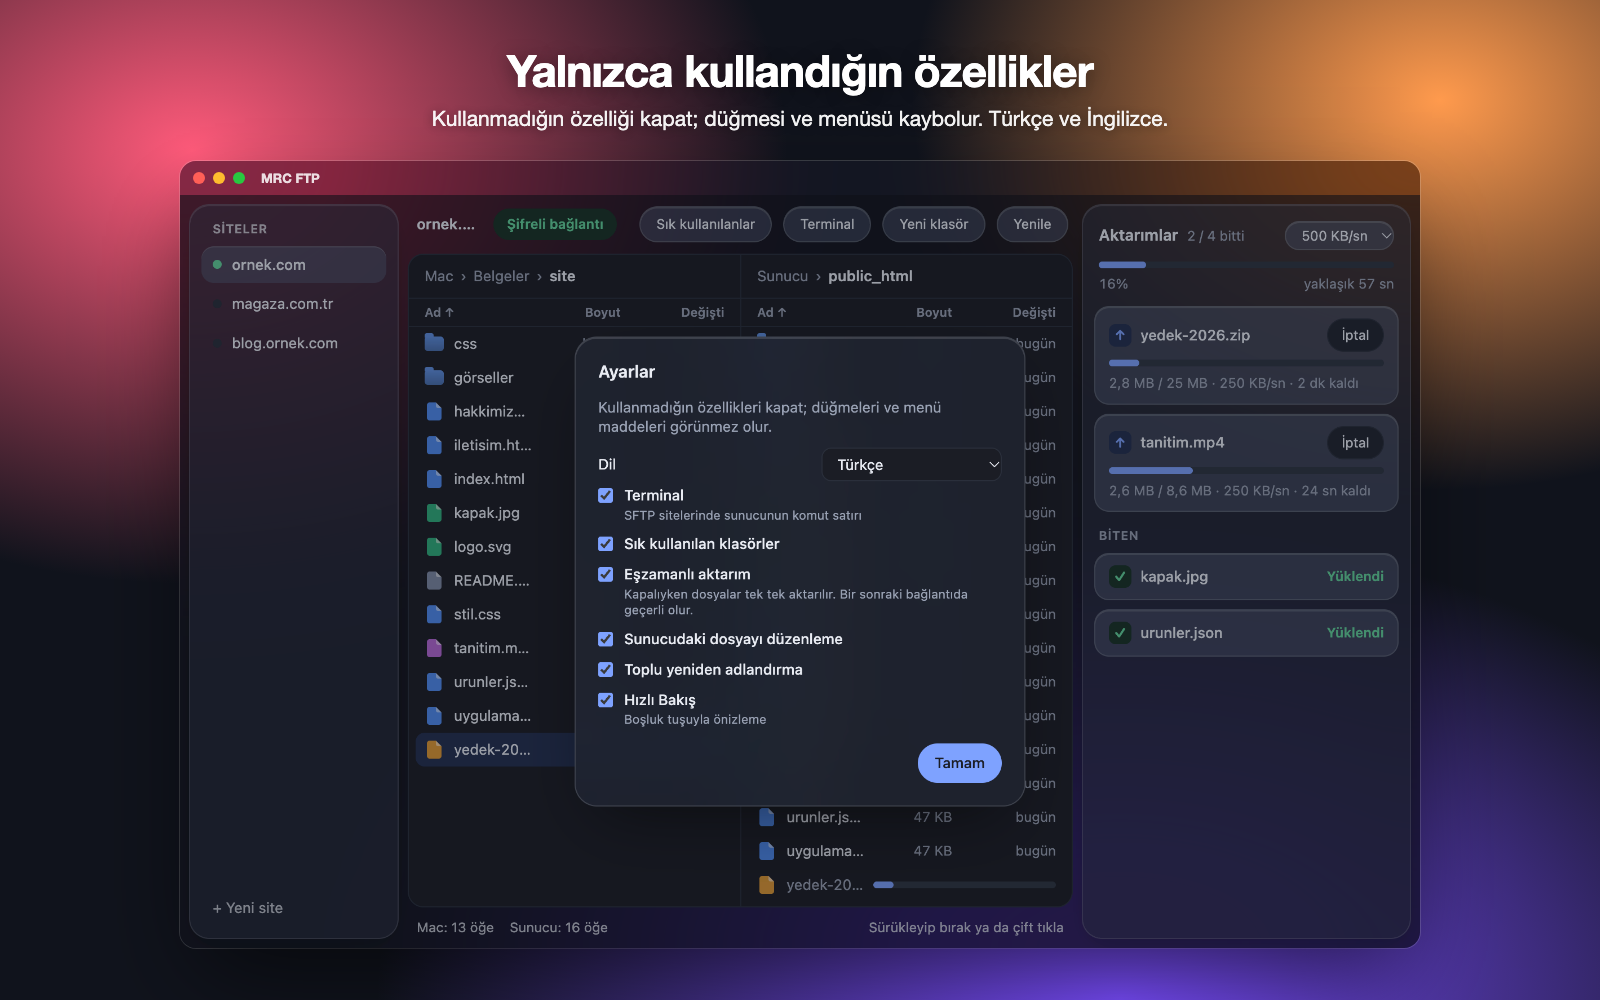 Yalnızca kullandığın özellikler
Kullanmadığın özelliği kapat; düğmesi ve menüsü kaybolur. Türkçe ve İngilizce.
MRC FTP
SİTELER
ornek.com
magaza.com.tr
blog.ornek.com
+ Yeni site
ornek.... Şifreli bağlantı Sık kullanılanlar Terminal Yeni klasör Yenile
Mac › Belgeler › site
Ad ↑ Boyut Değişti
css
görseller
hakkimiz...
iletisim.ht...
index.html
kapak.jpg
logo.svg
README....
stil.css
tanitim.m...
urunler.js...
uygulama...
yedek-20...
Sunucu › public_html
Ad ↑ Boyut Değişti
urunler.js... 47 KB bugün
uygulama... 47 KB bugün
yedek-20...
Ayarlar
Kullanmadığın özellikleri kapat; düğmeleri ve menü
maddeleri görünmez olur.
Dil Türkçe
Terminal
SFTP sitelerinde sunucunun komut satırı
Sık kullanılan klasörler
Eşzamanlı aktarım
Kapalıyken dosyalar tek tek aktarılır. Bir sonraki bağlantıda
geçerli olur.
Sunucudaki dosyayı düzenleme
Toplu yeniden adlandırma
Hızlı Bakış
Boşluk tuşuyla önizleme
Tamam
Mac: 13 öğe Sunucu: 16 öğe Sürükleyip bırak ya da çift tıkla
Aktarımlar 2 / 4 bitti 500 KB/sn
16% yaklaşık 57 sn
yedek-2026.zip İptal
2,8 MB / 25 MB · 250 KB/sn · 2 dk kaldı
tanitim.mp4 İptal
2,6 MB / 8,6 MB · 250 KB/sn · 24 sn kaldı
BİTEN
kapak.jpg Yüklendi
urunler.json Yüklendi